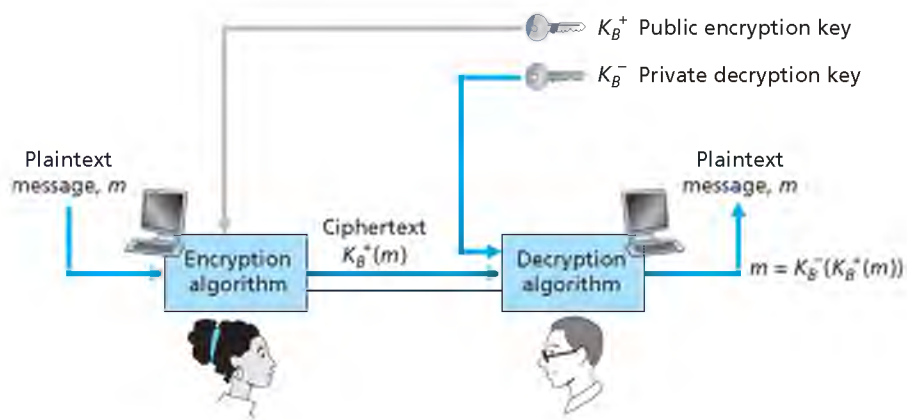 K_B^+ Public encryption key
K_B^- Private decryption key
Plaintext
message, m
Plaintext
message, m
Ciphertext
K_B^+(m)
Encryption
algorithm
Decryption
algorithm
m = K_B^-(K_B^+(m))